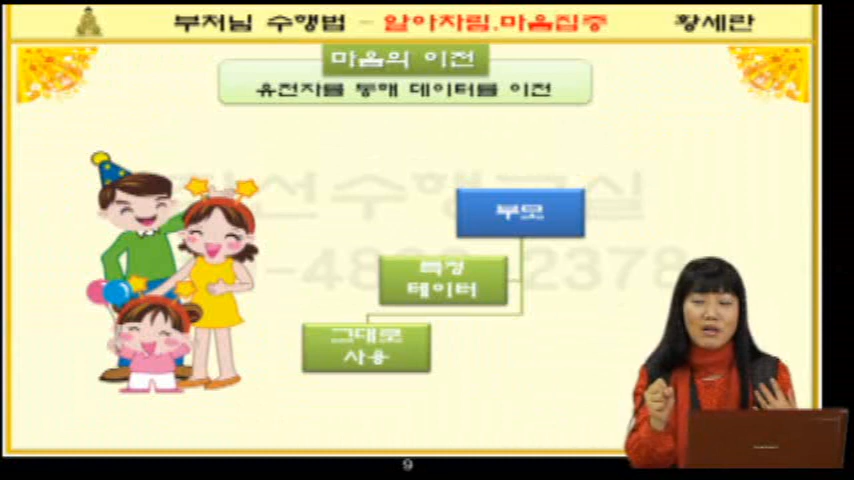 부처님 수행법 - 알아차림.마음집중 황세란
마음의 이전
유전자를 통해 데이터를 이전
부모
특정
데이터
그대로
사용
9